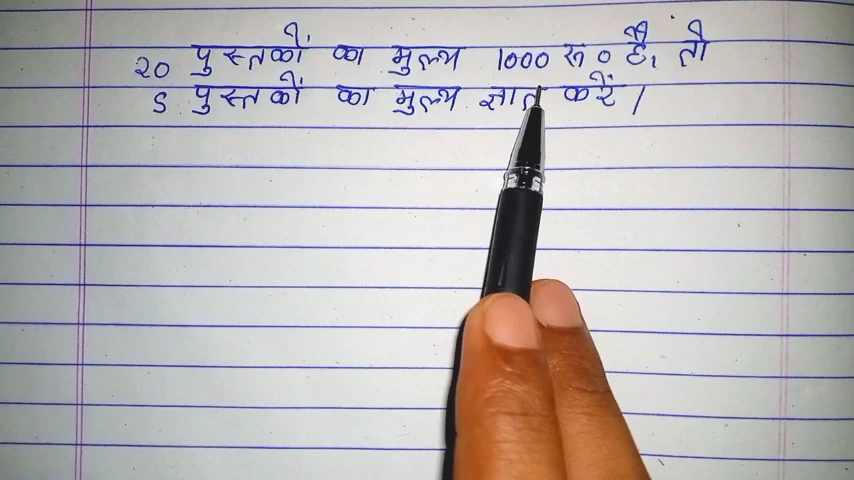 20 पुस्तकों का मुल्य 1000 रू० है, तो
5 पुस्तकों का मुल्य ज्ञात करें।